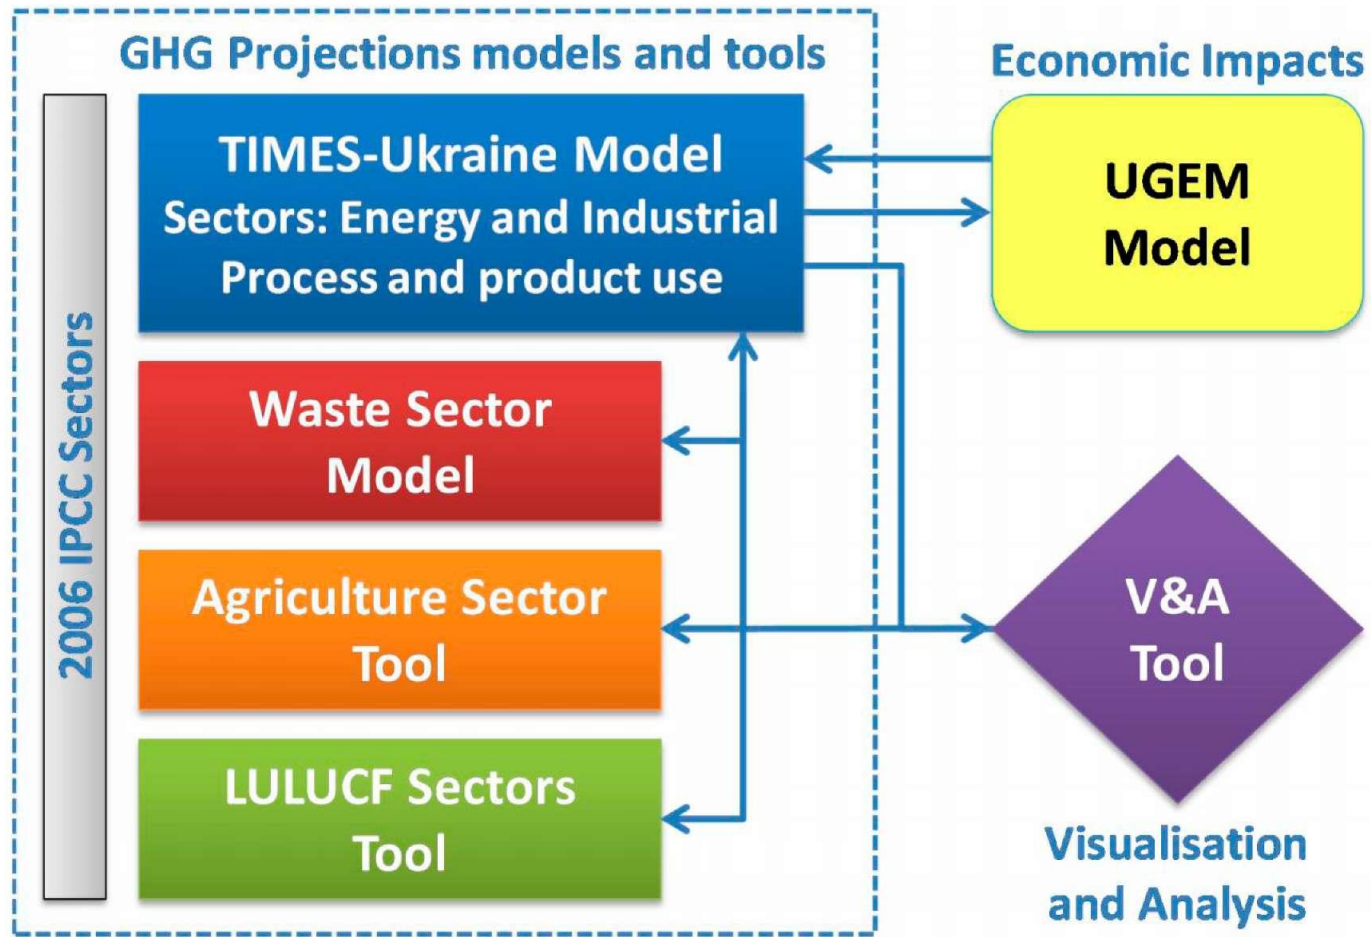 GHG Projections models and tools
2006 IPCC Sectors
TIMES-Ukraine Model
Sectors: Energy and Industrial
Process and product use
Waste Sector
Model
Agriculture Sector
Tool
LULUCF Sectors
Tool
Economic Impacts
UGEM
Model
V&A
Tool
Visualisation
and Analysis